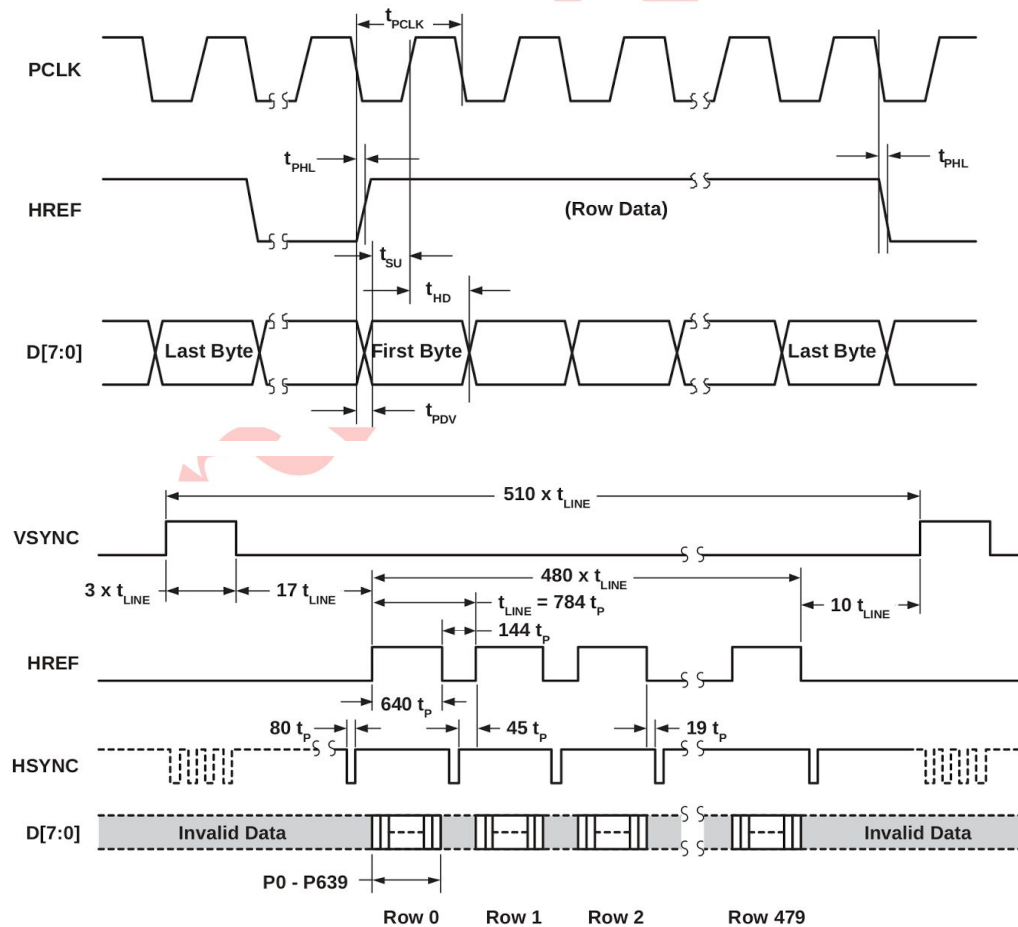 tPCLK
PCLK
tPHL
tPHL
HREF
(Row Data)
tSU
tHD
D[7:0]
Last Byte
First Byte
Last Byte
tPDV
510 x tLINE
VSYNC
480 x tLINE
3 x tLINE
17 tLINE
tLINE = 784 tP
10 tLINE
144 tP
HREF
640 tP
80 tP
45 tP
19 tP
HSYNC
D[7:0]
Invalid Data
Invalid Data
P0 - P639
Row 0
Row 1
Row 2
Row 479